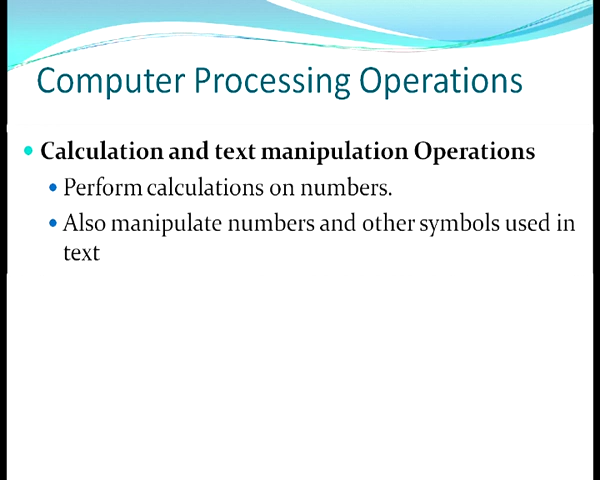 Computer Processing Operations
Calculation and text manipulation Operations
Perform calculations on numbers.
Also manipulate numbers and other symbols used in
text